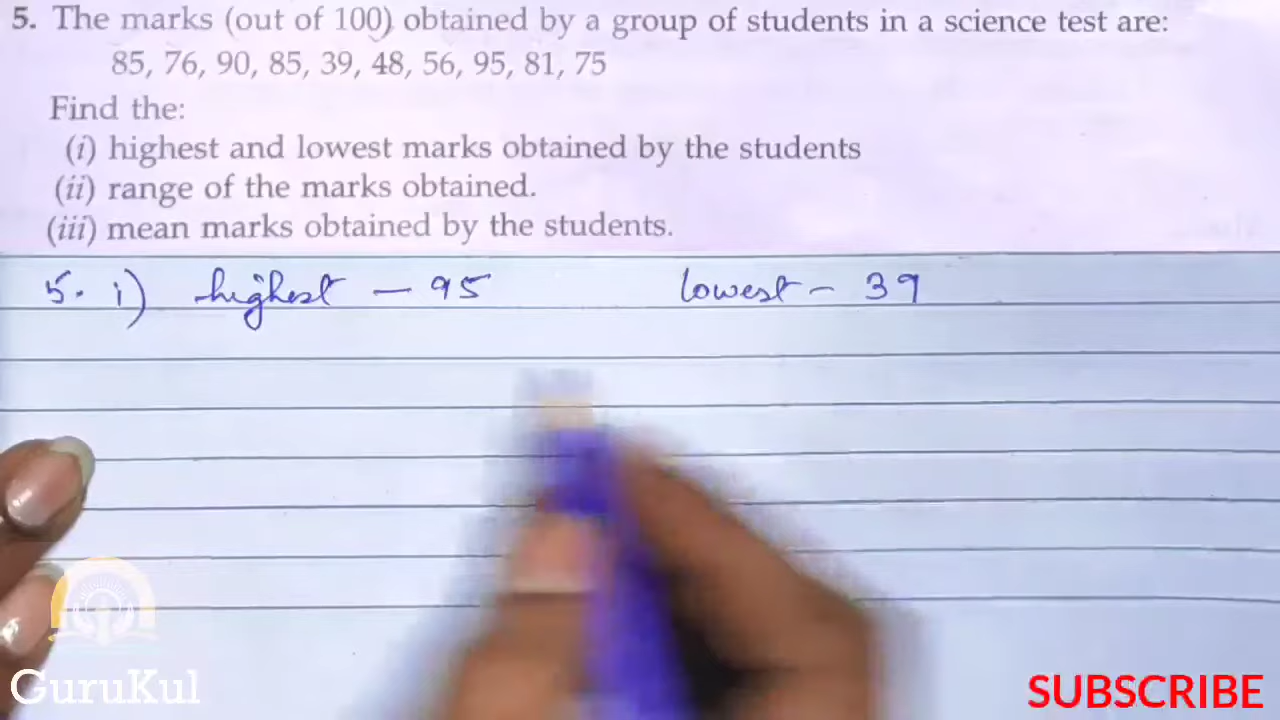 5. The marks (out of 100) obtained by a group of students in a science test are:
85, 76, 90, 85, 39, 48, 56, 95, 81, 75
Find the:
(i) highest and lowest marks obtained by the students
(ii) range of the marks obtained.
(iii) mean marks obtained by the students.
5. i) highest — 95 lowest – 39
GuruKul
SUBSCRIBE